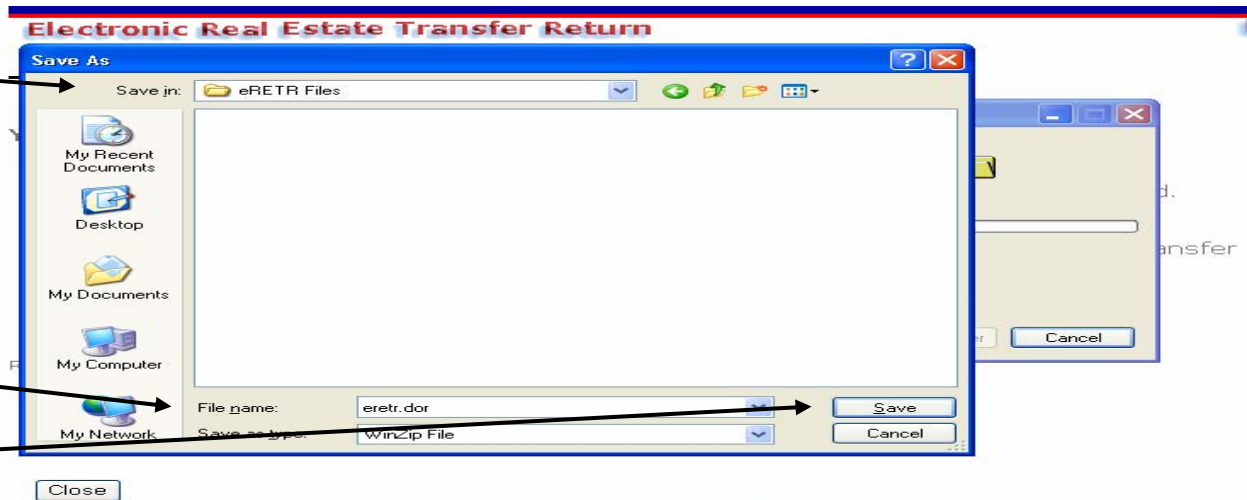 Electronic Real Estate Transfer Return
Save As
Save in:
eRETR Files
My Recent
Documents
Desktop
d.
ansfer
My Documents
My Computer
Cancel
File name:
eretr.dor
Save
My Network
Save as type:
WinZip File
Cancel
Close